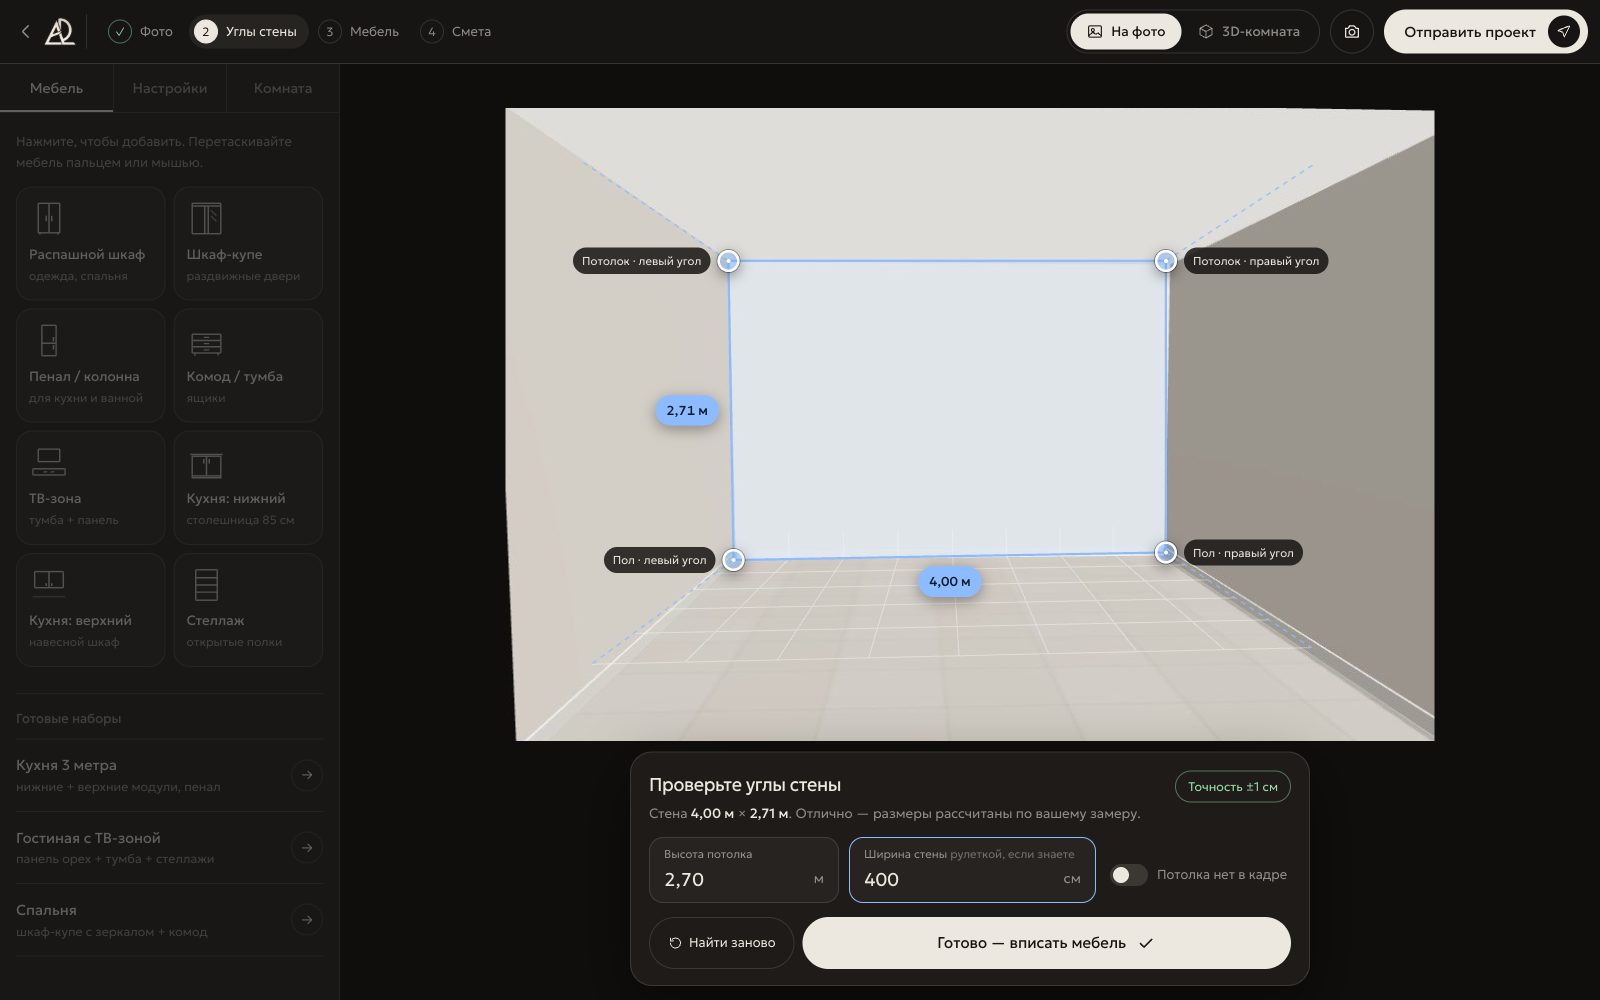 Фото
2 Углы стены
3 Мебель
4 Смета
На фото
3D-комната
Отправить проект
Мебель
Настройки
Комната
Нажмите, чтобы добавить. Перетаскивайте
мебель пальцем или мышью.
Распашной шкаф
одежда, спальня
Шкаф-купе
раздвижные двери
Пенал / колонна
для кухни и ванной
Комод / тумба
ящики
ТВ-зона
тумба + панель
Кухня: нижний
столешница 85 см
Кухня: верхний
навесной шкаф
Стеллаж
открытые полки
Готовые наборы
Кухня 3 метра
нижние + верхние модули, пенал
Гостиная с ТВ-зоной
панель орех + тумба + стеллажи
Спальня
шкаф-купе с зеркалом + комод
Потолок · левый угол
Потолок · правый угол
2,71 м
Пол · левый угол
Пол · правый угол
4,00 м
Проверьте углы стены
Точность ±1 см
Стена 4,00 м × 2,71 м. Отлично — размеры рассчитаны по вашему замеру.
Высота потолка
2,70 м
Ширина стены рулеткой, если знаете
400 см
Потолка нет в кадре
Найти заново
Готово — вписать мебель